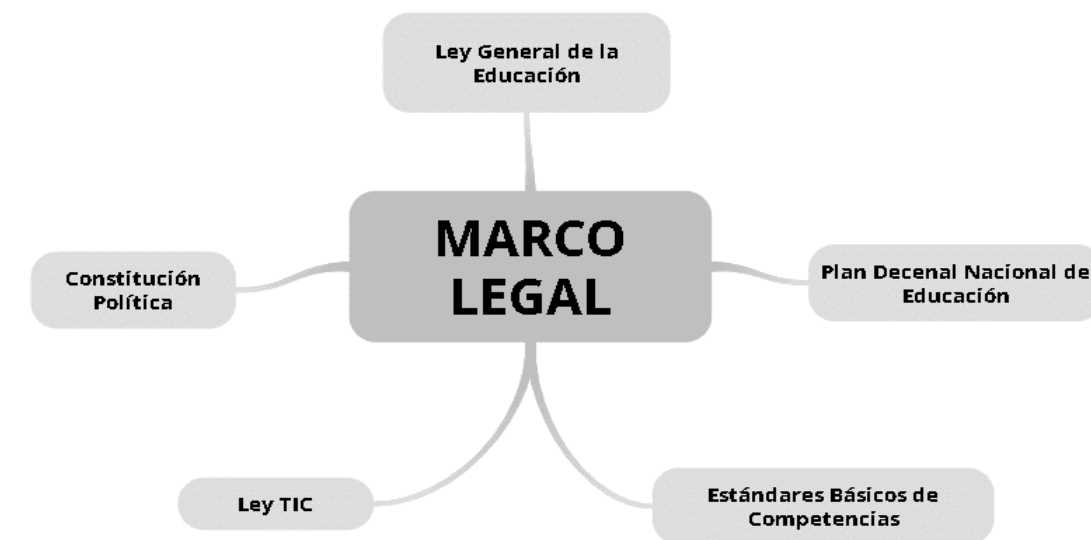 Ley General de la
Educación
MARCO
LEGAL
Constitución
Política
Plan Decenal Nacional de
Educación
Ley TIC
Estándares Básicos de
Competencias